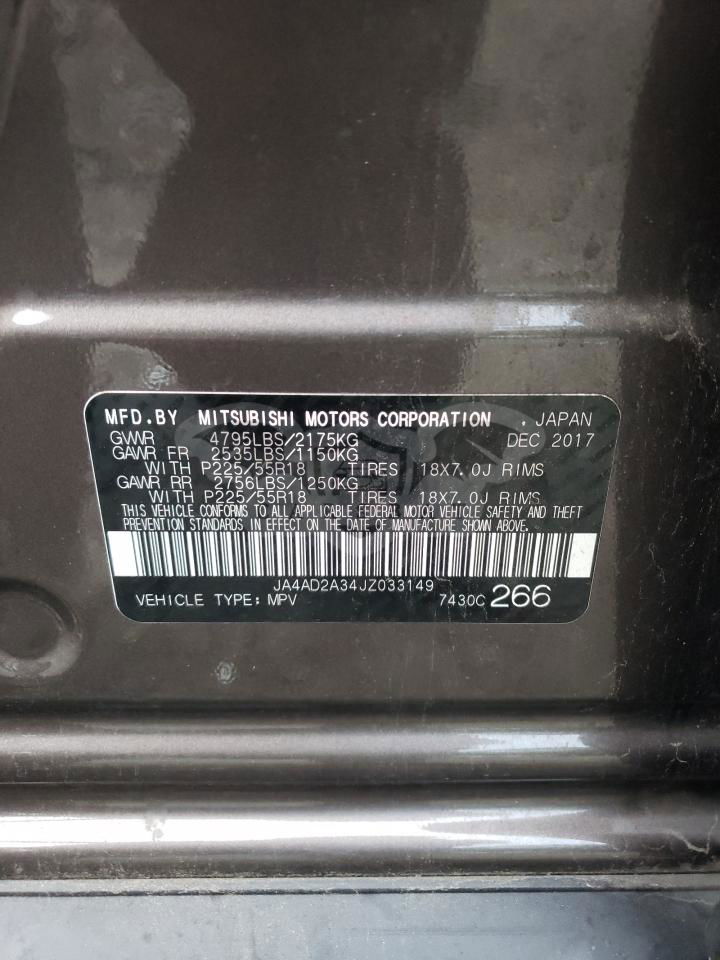 MFD.BY MITSUBISHI MOTORS CORPORATION , JAPAN
GVWR 4795LBS/2175KG DEC 2017
GAWR FR 2535LBS/1150KG
WITH P225/55R18 TIRES 18X7.0J RIMS
GAWR RR 2756LBS/1250KG
WITH P225/55R18 TIRES 18X7.0J RIMS
THIS VEHICLE CONFORMS TO ALL APPLICABLE FEDERAL MOTOR VEHICLE SAFETY AND THEFT
PREVENTION STANDARDS IN EFFECT ON THE DATE OF MANUFACTURE SHOWN ABOVE.
JA4AD2A34JZ033149
VEHICLE TYPE: MPV 7430C 266